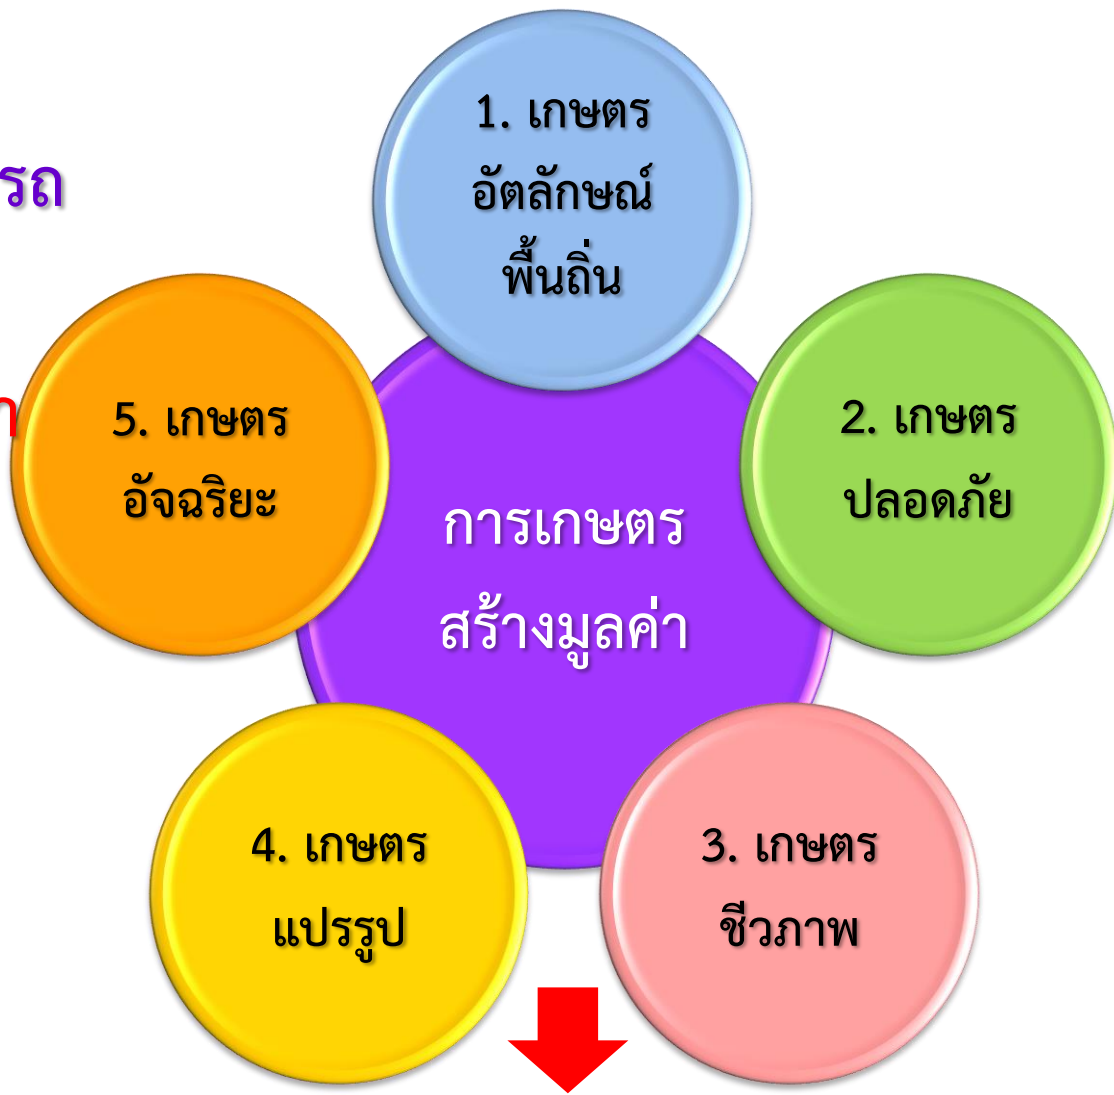 1. เกษตร
อัตลักษณ์
พื้นถิ่น
2. เกษตร
ปลอดภัย
3. เกษตร
ชีวภาพ
4. เกษตร
แปรรูป
5. เกษตร
อัจฉริยะ
การเกษตร
สร้างมูลค่า